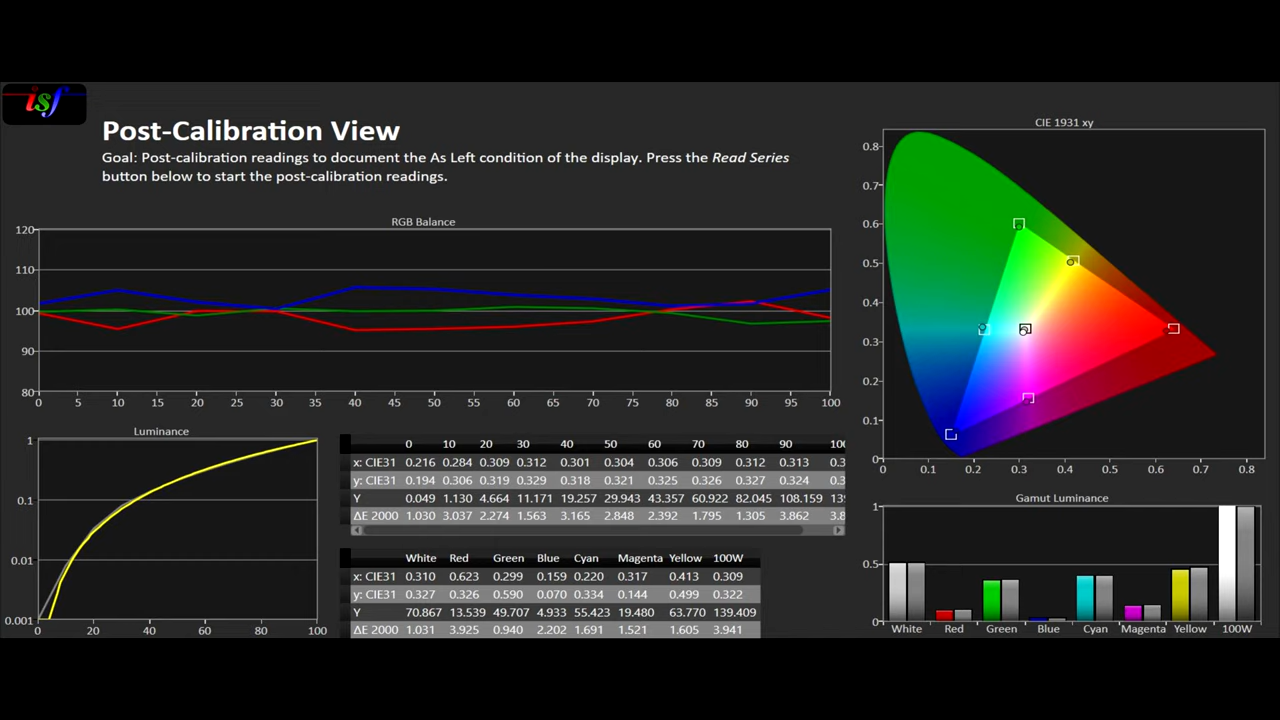 isf
Post-Calibration View
Goal: Post-calibration readings to document the As Left condition of the display. Press the Read Series
button below to start the post-calibration readings.
RGB Balance
120
110
100
90
80
0 5 10 15 20 25 30 35 40 45 50 55 60 65 70 75 80 85 90 95 100
Luminance
1
0.1
0.01
0.001
0 20 40 60 80 100
0 10 20 30 40 50 60 70 80 90
x: CIE31 0.216 0.284 0.309 0.312 0.301 0.304 0.306 0.309 0.312 0.313
y: CIE31 0.194 0.306 0.319 0.329 0.318 0.321 0.325 0.326 0.327 0.324
Y 0.049 1.130 4.664 11.171 19.257 29.943 43.357 60.922 82.045 108.159
ΔE 2000 1.030 3.037 2.274 1.563 3.165 2.848 2.392 1.795 1.305 3.862
White Red Green Blue Cyan Magenta Yellow 100W
x: CIE31 0.310 0.623 0.299 0.159 0.220 0.317 0.413 0.309
y: CIE31 0.327 0.326 0.590 0.070 0.334 0.144 0.499 0.322
Y 70.867 13.539 49.707 4.933 55.423 19.480 63.770 139.409
ΔE 2000 1.031 3.925 0.940 2.202 1.691 1.521 1.605 3.941
CIE 1931 xy
0.8
0.7
0.6
0.5
0.4
0.3
0.2
0.1
0
0 0.1 0.2 0.3 0.4 0.5 0.6 0.7 0.8
Gamut Luminance
1
0.5
0
White Red Green Blue Cyan Magenta Yellow 100W